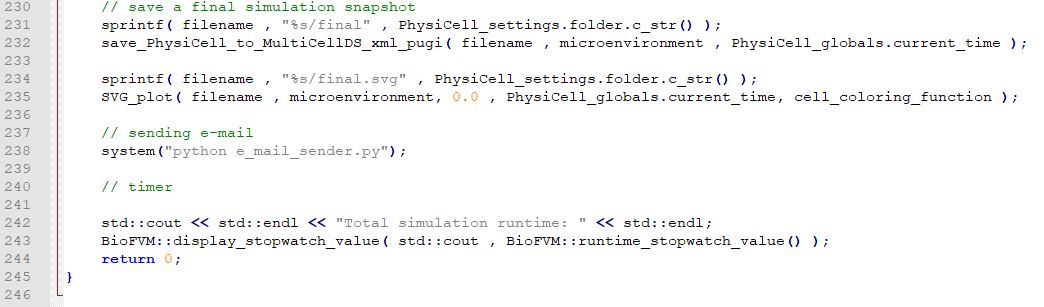 230 // save a final simulation snapshot
231 sprintf( filename , "%s/final" , PhysiCell_settings.folder.c_str() );
232 save_PhysiCell_to_MultiCellDS_xml_pugi( filename , microenvironment , PhysiCell_globals.current_time );
233
234 sprintf( filename , "%s/final.svg" , PhysiCell_settings.folder.c_str() );
235 SVG_plot( filename , microenvironment, 0.0 , PhysiCell_globals.current_time, cell_coloring_function );
236
237 // sending e-mail
238 system("python e_mail_sender.py");
239
240 // timer
241
242 std::cout << std::endl << "Total simulation runtime: " << std::endl;
243 BioFVM::display_stopwatch_value( std::cout , BioFVM::runtime_stopwatch_value() );
244 return 0;
245 }
246